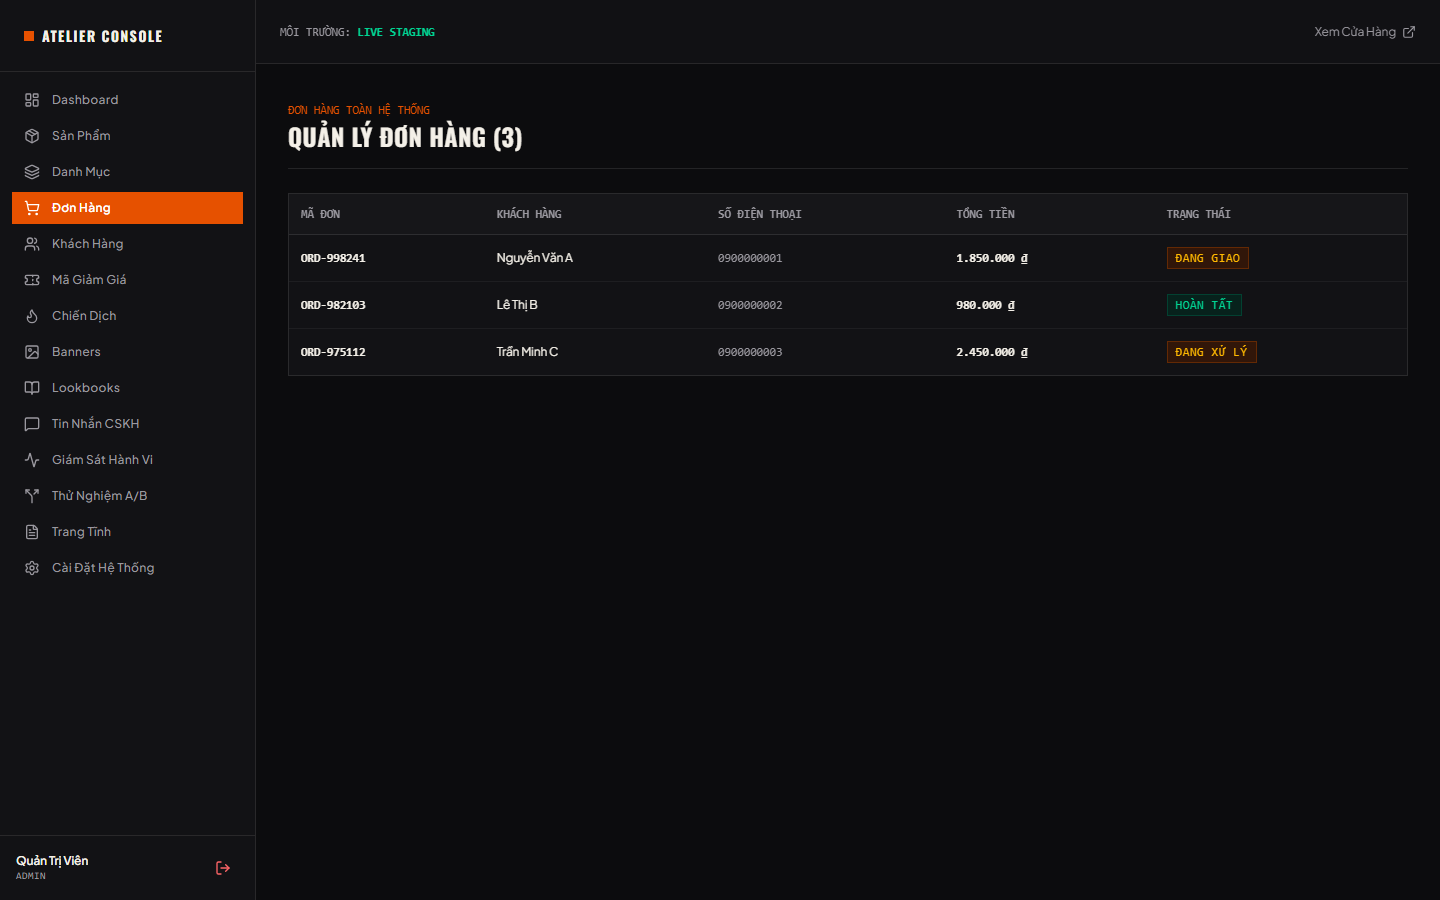 ATELIER CONSOLE
MÔI TRƯỜNG: LIVE STAGING
Xem Cửa Hàng
Dashboard
Sản Phẩm
Danh Mục
Đơn Hàng
Khách Hàng
Mã Giảm Giá
Chiến Dịch
Banners
Lookbooks
Tin Nhắn CSKH
Giám Sát Hành Vi
Thử Nghiệm A/B
Trang Tĩnh
Cài Đặt Hệ Thống
Quản Trị Viên
ADMIN
ĐƠN HÀNG TOÀN HỆ THỐNG
QUẢN LÝ ĐƠN HÀNG (3)
MÃ ĐƠN KHÁCH HÀNG SỐ ĐIỆN THOẠI TỔNG TIỀN TRẠNG THÁI
ORD-998241 Nguyễn Văn A 0900000001 1.850.000 ₫ ĐANG GIAO
ORD-982103 Lê Thị B 0900000002 980.000 ₫ HOÀN TẤT
ORD-975112 Trần Minh C 0900000003 2.450.000 ₫ ĐANG XỬ LÝ